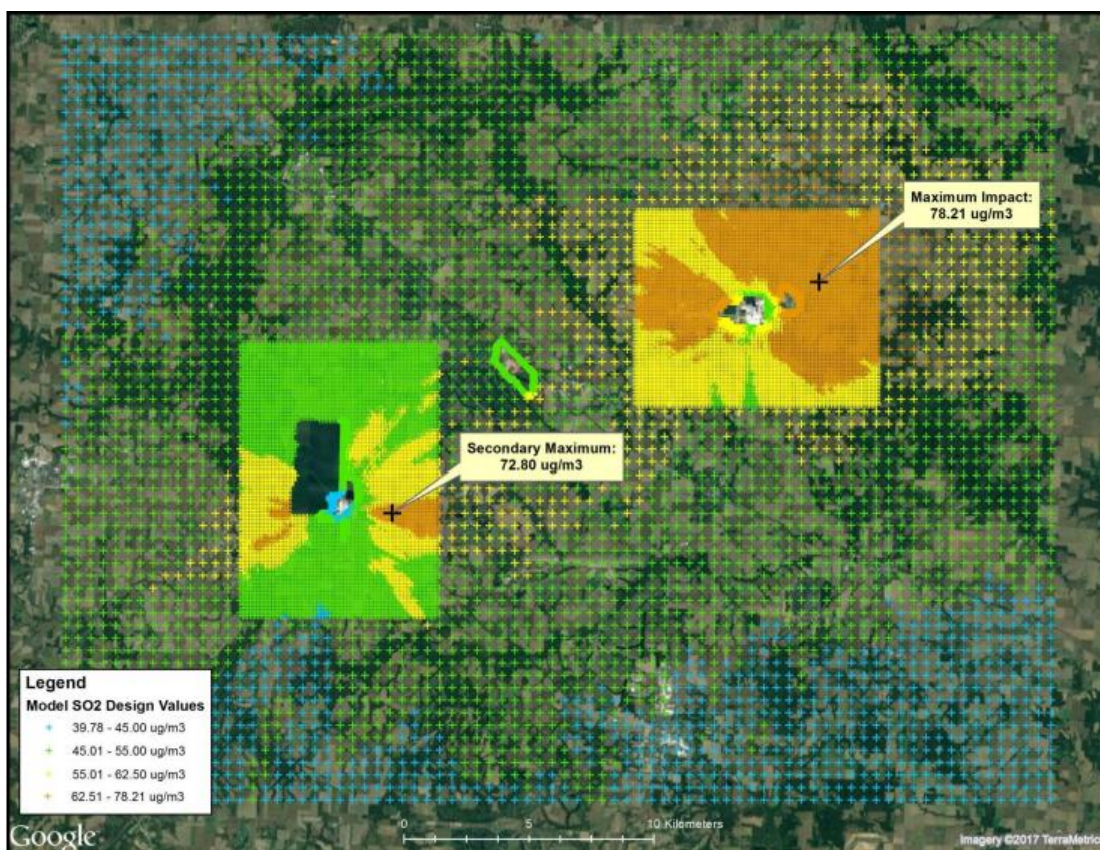 Maximum Impact:
78.21 ug/m3
Secondary Maximum:
72.80 ug/m3
Legend
Model SO2 Design Values
39.78 - 45.00 ug/m3
45.01 - 55.00 ug/m3
55.01 - 62.50 ug/m3
62.51 - 78.21 ug/m3
Google
0 5 10 Kilometers
Imagery ©2017 TerraMetric